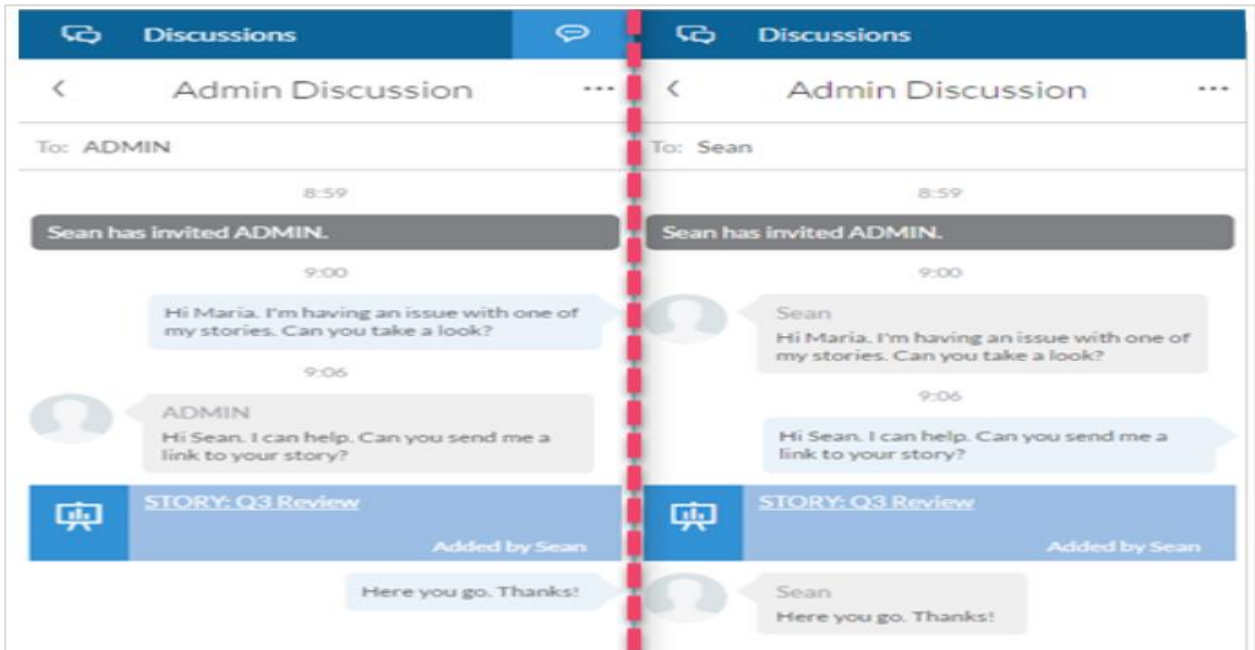 Discussions
Admin Discussion
To: ADMIN
8:59
Sean has invited ADMIN.
9:00
Hi Maria. I'm having an issue with one of
my stories. Can you take a look?
9:06
ADMIN
Hi Sean. I can help. Can you send me a
link to your story?
STORY: Q3 Review
Added by Sean
Here you go. Thanks!
Discussions
Admin Discussion
To: Sean
8:59
Sean has invited ADMIN.
9:00
Sean
Hi Maria. I'm having an issue with one of
my stories. Can you take a look?
9:06
Hi Sean. I can help. Can you send me a
link to your story?
STORY: Q3 Review
Added by Sean
Sean
Here you go. Thanks!